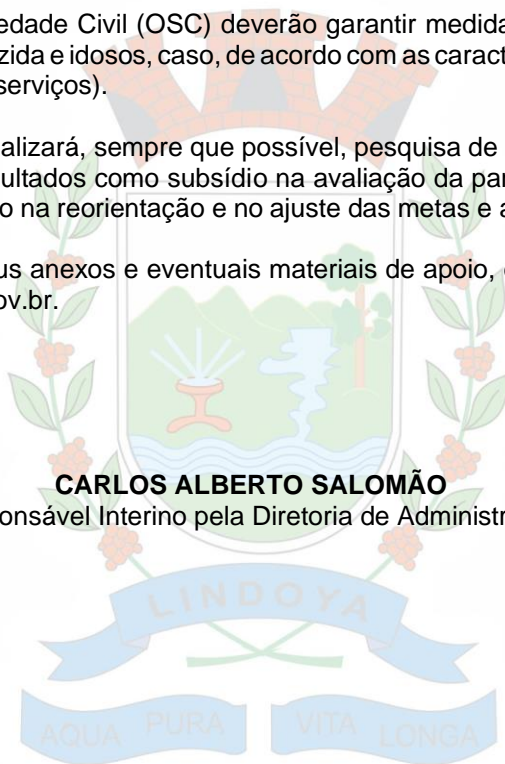 edade Civil (OSC) deverão garantir medida
zida e idosos, caso, de acordo com as caract
serviços).
alizará, sempre que possível, pesquisa de
ultados como subsídio na avaliação da par
o na reorientação e no ajuste das metas e a
us anexos e eventuais materiais de apoio,
ov.br.
CARLOS ALBERTO SALOMÃO
onsável Interino pela Diretoria de Administr
LINDOYA
AQUA PURA VITA LONGA